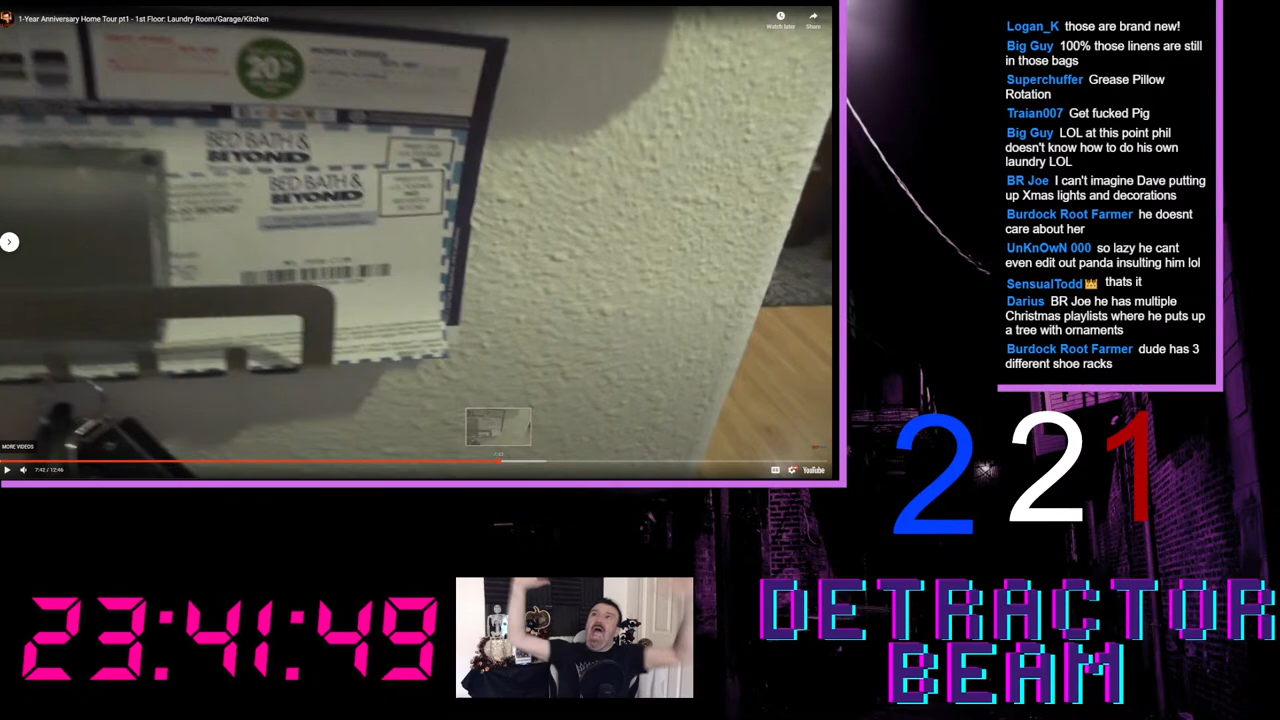 1-Year Anniversary Home Tour pt1 - 1st Floor: Laundry Room/Garage/Kitchen
Watch later
Share
20%
BED BATH &
BEYOND
BED BATH &
BEYOND
MORE VIDEOS
7:42 / 12:46
YouTube
Logan_K those are brand new!
Big Guy 100% those linens are still
in those bags
Superchuffer Grease Pillow
Rotation
Traian007 Get fucked Pig
Big Guy LOL at this point phil
doesn't know how to do his own
laundry LOL
BR Joe I can't imagine Dave putting
up Xmas lights and decorations
Burdock Root Farmer he doesnt
care about her
UnKnOwN 000 so lazy he cant
even edit out panda insulting him lol
SensualTodd👑 thats it
Darius BR Joe he has multiple
Christmas playlists where he puts up
a tree with ornaments
Burdock Root Farmer dude has 3
different shoe racks
2 2 1
23:41:49
DETRACTOR
BEAM